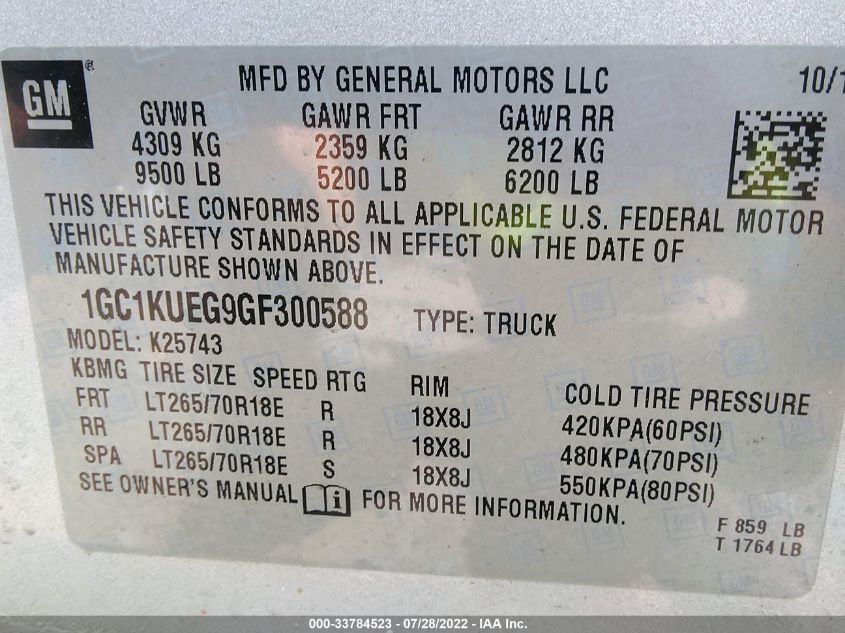 GM ® MFD BY GENERAL MOTORS LLC 10/1
GVWR GAWR FRT GAWR RR
4309 KG 2359 KG 2812 KG
9500 LB 5200 LB 6200 LB
THIS VEHICLE CONFORMS TO ALL APPLICABLE U.S. FEDERAL MOTOR
VEHICLE SAFETY STANDARDS IN EFFECT ON THE DATE OF
MANUFACTURE SHOWN ABOVE.
1GC1KUEG9GF300588 TYPE: TRUCK
MODEL: K25743
KBMG TIRE SIZE SPEED RTG RIM COLD TIRE PRESSURE
FRT LT265/70R18E R 18X8J 420KPA(60PSI)
RR LT265/70R18E R 18X8J 480KPA(70PSI)
SPA LT265/70R18E S 18X8J 550KPA(80PSI)
SEE OWNER'S MANUAL i FOR MORE INFORMATION.
F 859 LB
T 1764 LB
000-33784523 - 07/28/2022 - IAA Inc.